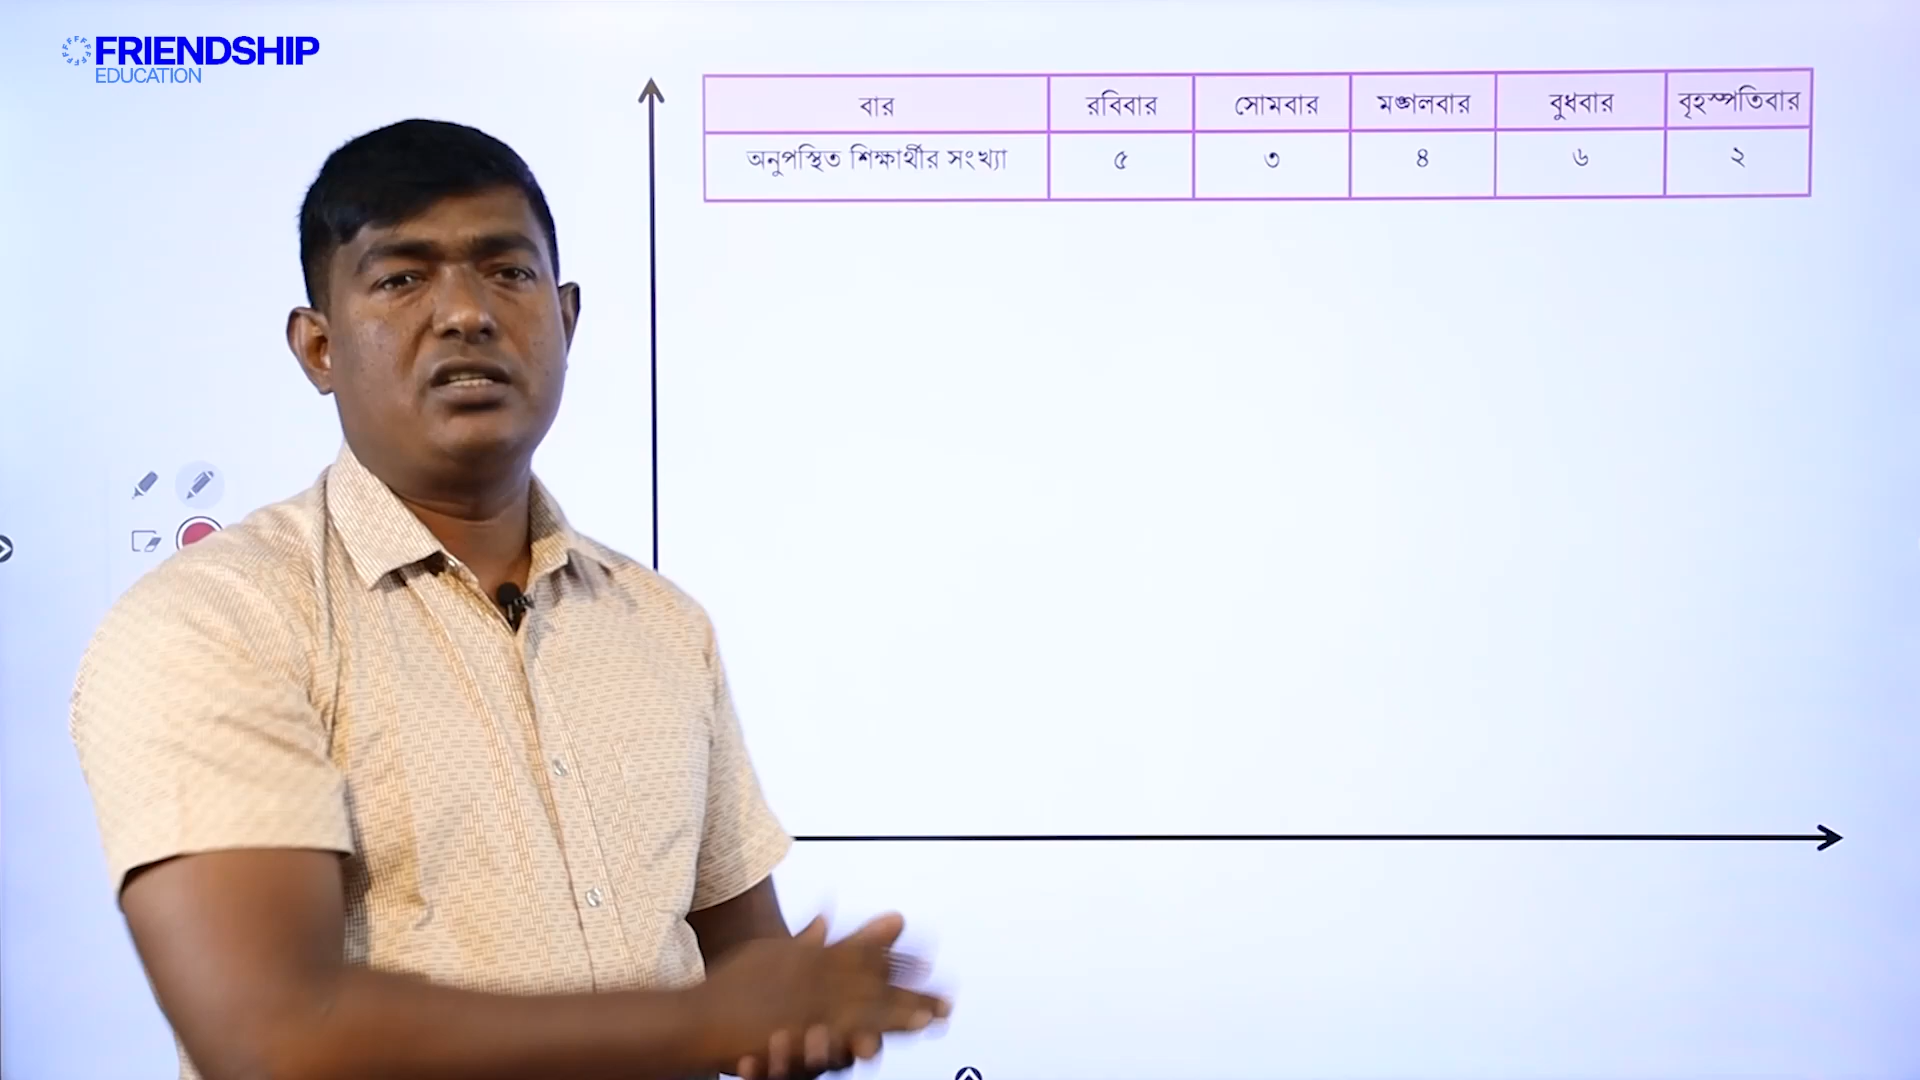 FRIENDSHIP
EDUCATION
বার রবিবার সোমবার মঙ্গলবার বুধবার বৃহস্পতিবার
অনুপস্থিত শিক্ষার্থীর সংখ্যা ৫ ৩ ৪ ৬ ২